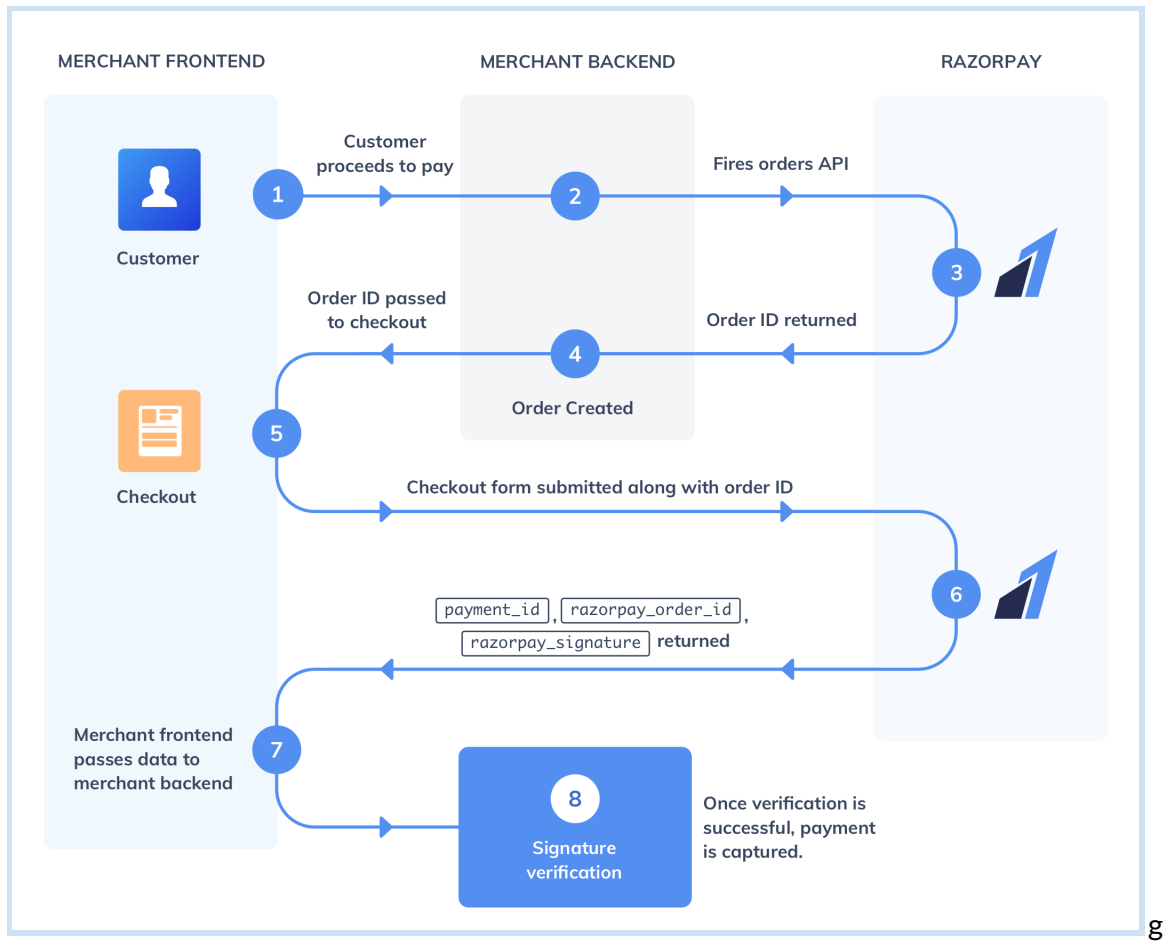 MERCHANT FRONTEND
MERCHANT BACKEND
RAZORPAY
Customer
proceeds to pay
Fires orders API
1
2
Customer
3
Order ID passed
to checkout
Order ID returned
4
Order Created
5
Checkout
Checkout form submitted along with order ID
6
payment_id, razorpay_order_id,
razorpay_signature returned
Merchant frontend
passes data to
merchant backend
7
8
Signature
verification
Once verification is
successful, payment
is captured.
g